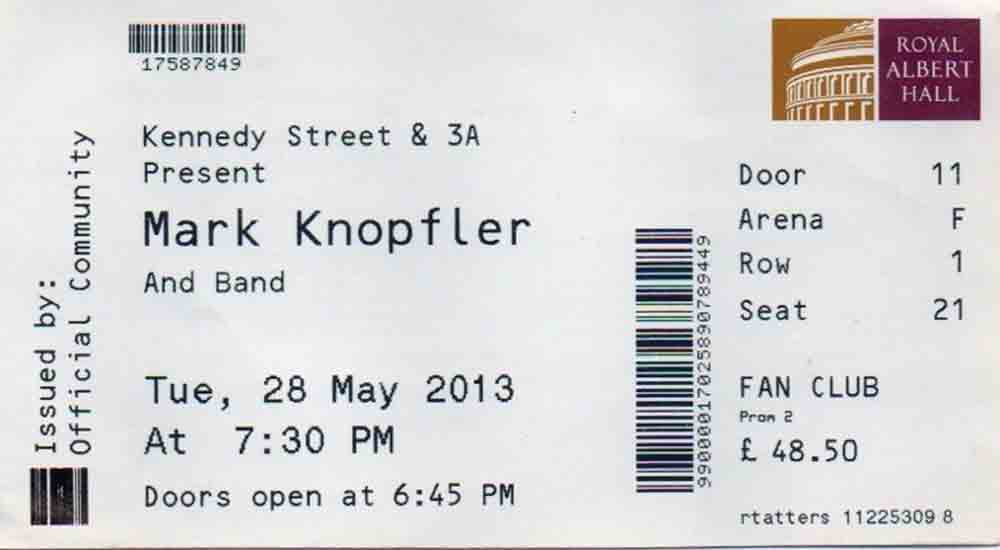 17587849
ROYAL
ALBERT
HALL
Kennedy Street & 3A
Present
Mark Knopfler
And Band
Tue, 28 May 2013
At 7:30 PM
Doors open at 6:45 PM
Issued by:
Official Community
990000017025890789449
Door 11
Arena F
Row 1
Seat 21
FAN CLUB
Prom 2
£ 48.50
rtatters 11225309 8